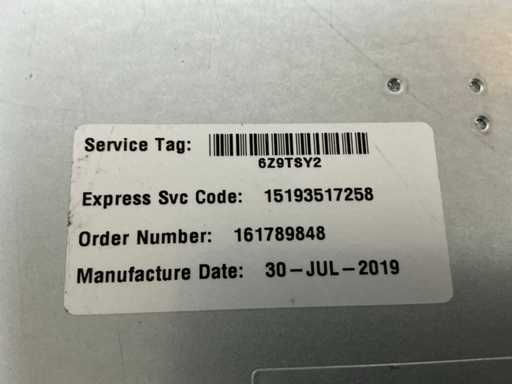 Service Tag:
6Z9TSY2
Express Svc Code: 15193517258
Order Number: 161789848
Manufacture Date: 30-JUL-2019